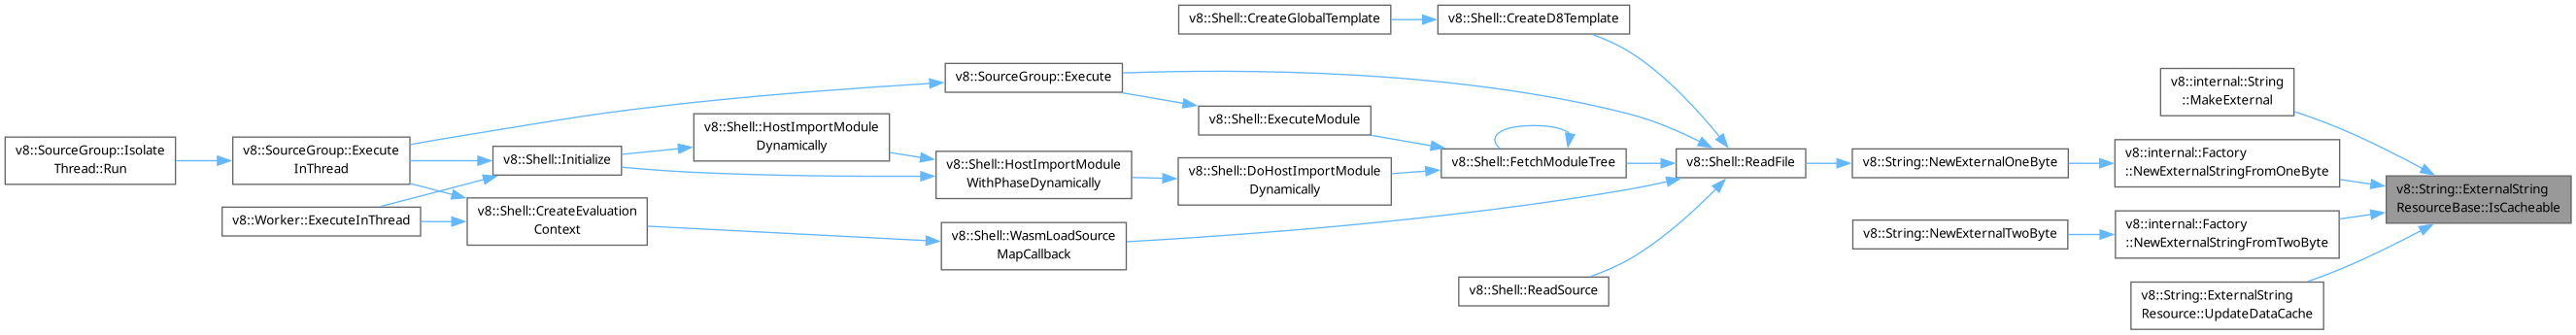 v8::Shell::CreateGlobalTemplate
v8::Shell::CreateD8Template
v8::SourceGroup::Execute
v8::internal::String
::MakeExternal
v8::Shell::ExecuteModule
v8::Shell::HostImportModule
Dynamically
v8::SourceGroup::Isolate
Thread::Run
v8::SourceGroup::Execute
InThread
v8::Shell::Initialize
v8::Shell::HostImportModule
WithPhaseDynamically
v8::Shell::DoHostImportModule
Dynamically
v8::Shell::FetchModuleTree
v8::Shell::ReadFile
v8::String::NewExternalOneByte
v8::internal::Factory
::NewExternalStringFromOneByte
v8::String::ExternalString
ResourceBase::IsCacheable
v8::Worker::ExecuteInThread
v8::Shell::CreateEvaluation
Context
v8::Shell::WasmLoadSource
MapCallback
v8::String::NewExternalTwoByte
v8::internal::Factory
::NewExternalStringFromTwoByte
v8::Shell::ReadSource
v8::String::ExternalString
Resource::UpdateDataCache